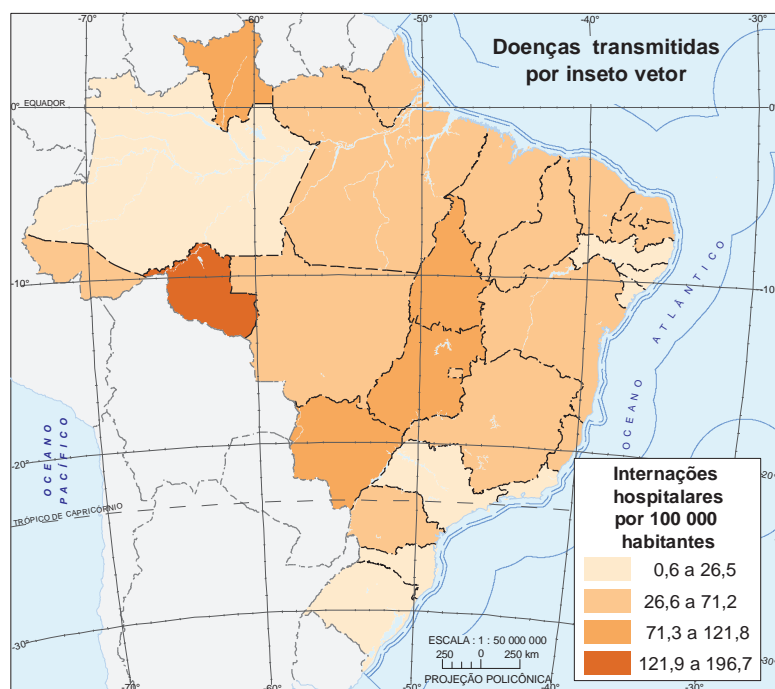 -70°
-60°
-50°
-40°
-30°
Doenças transmitidas
por inseto vetor
0°
EQUADOR
0°
-10°
-10°
OCEANO ATLÂNTICO
OCEANO
PACÍFICO
-20°
-20°
TRÓPICO DE CAPRICÓRNIO
Internações
hospitalares
por 100 000
habitantes
0,6 a 26,5
26,6 a 71,2
71,3 a 121,8
121,9 a 196,7
ESCALA : 1 : 50 000 000
250 0 250 km
PROJEÇÃO POLICÔNICA
-30°
-30°
-70°
-60°
-50°
-40°